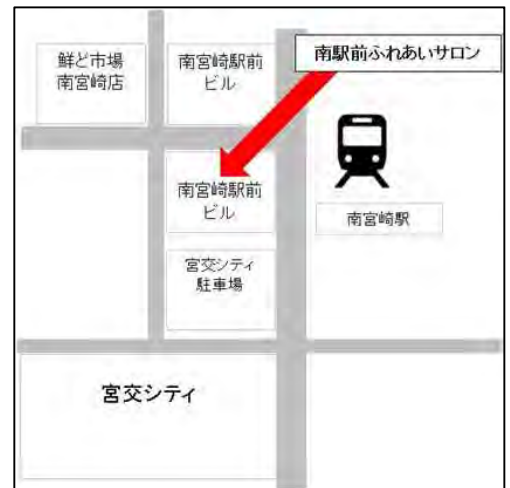 鮮ど市場
南宮崎店
南宮崎駅前
ビル
南駅前ふれあいサロン
南宮崎駅前
ビル
南宮崎駅
宮交シティ
駐車場
宮交シティ